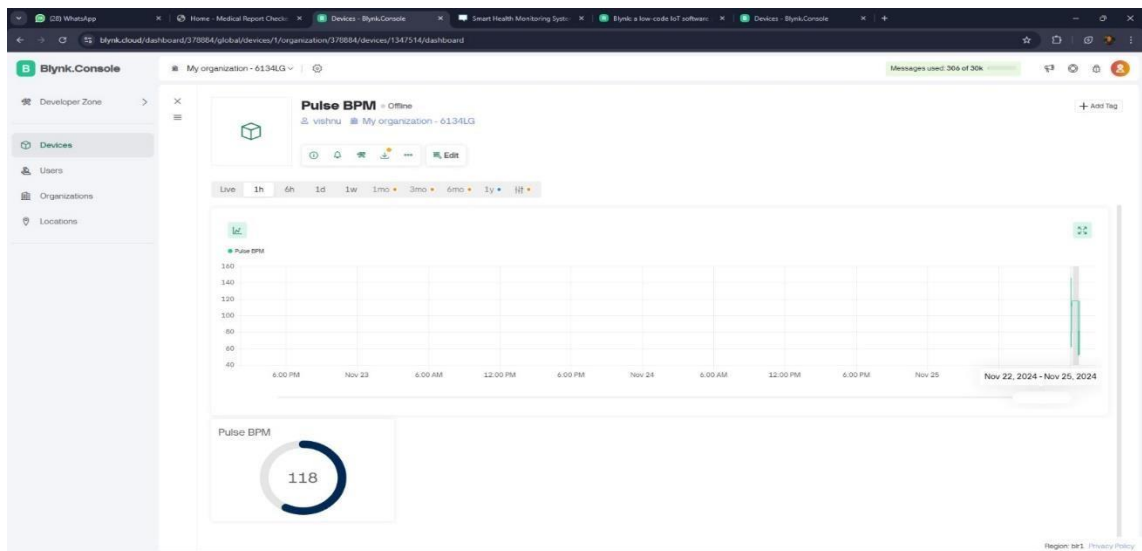 (28) WhatsApp
Home - Medical Report Checke
Devices - Blynk.Console
Smart Health Monitoring Syste
Blynk: a low-code IoT software
Devices - Blynk.Console
blynk.cloud/dashboard/378884/global/devices/1/organization/378884/devices/1347514/dashboard
B Blynk.Console
My organization - 6134LG
Messages used: 306 of 30k
Developer Zone
Devices
Users
Organizations
Locations
Pulse BPM Offline
vishnu My organization - 6134LG
+ Add Tag
Edit
Live 1h 6h 1d 1w 1mo 3mo 6mo 1y
Pulse BPM
160
140
120
100
80
60
40
6:00 PM Nov 23 6:00 AM 12:00 PM 6:00 PM Nov 24 6:00 AM 12:00 PM 6:00 PM Nov 25
Nov 22, 2024 - Nov 25, 2024
Pulse BPM
118
Region: blr1 Privacy Policy